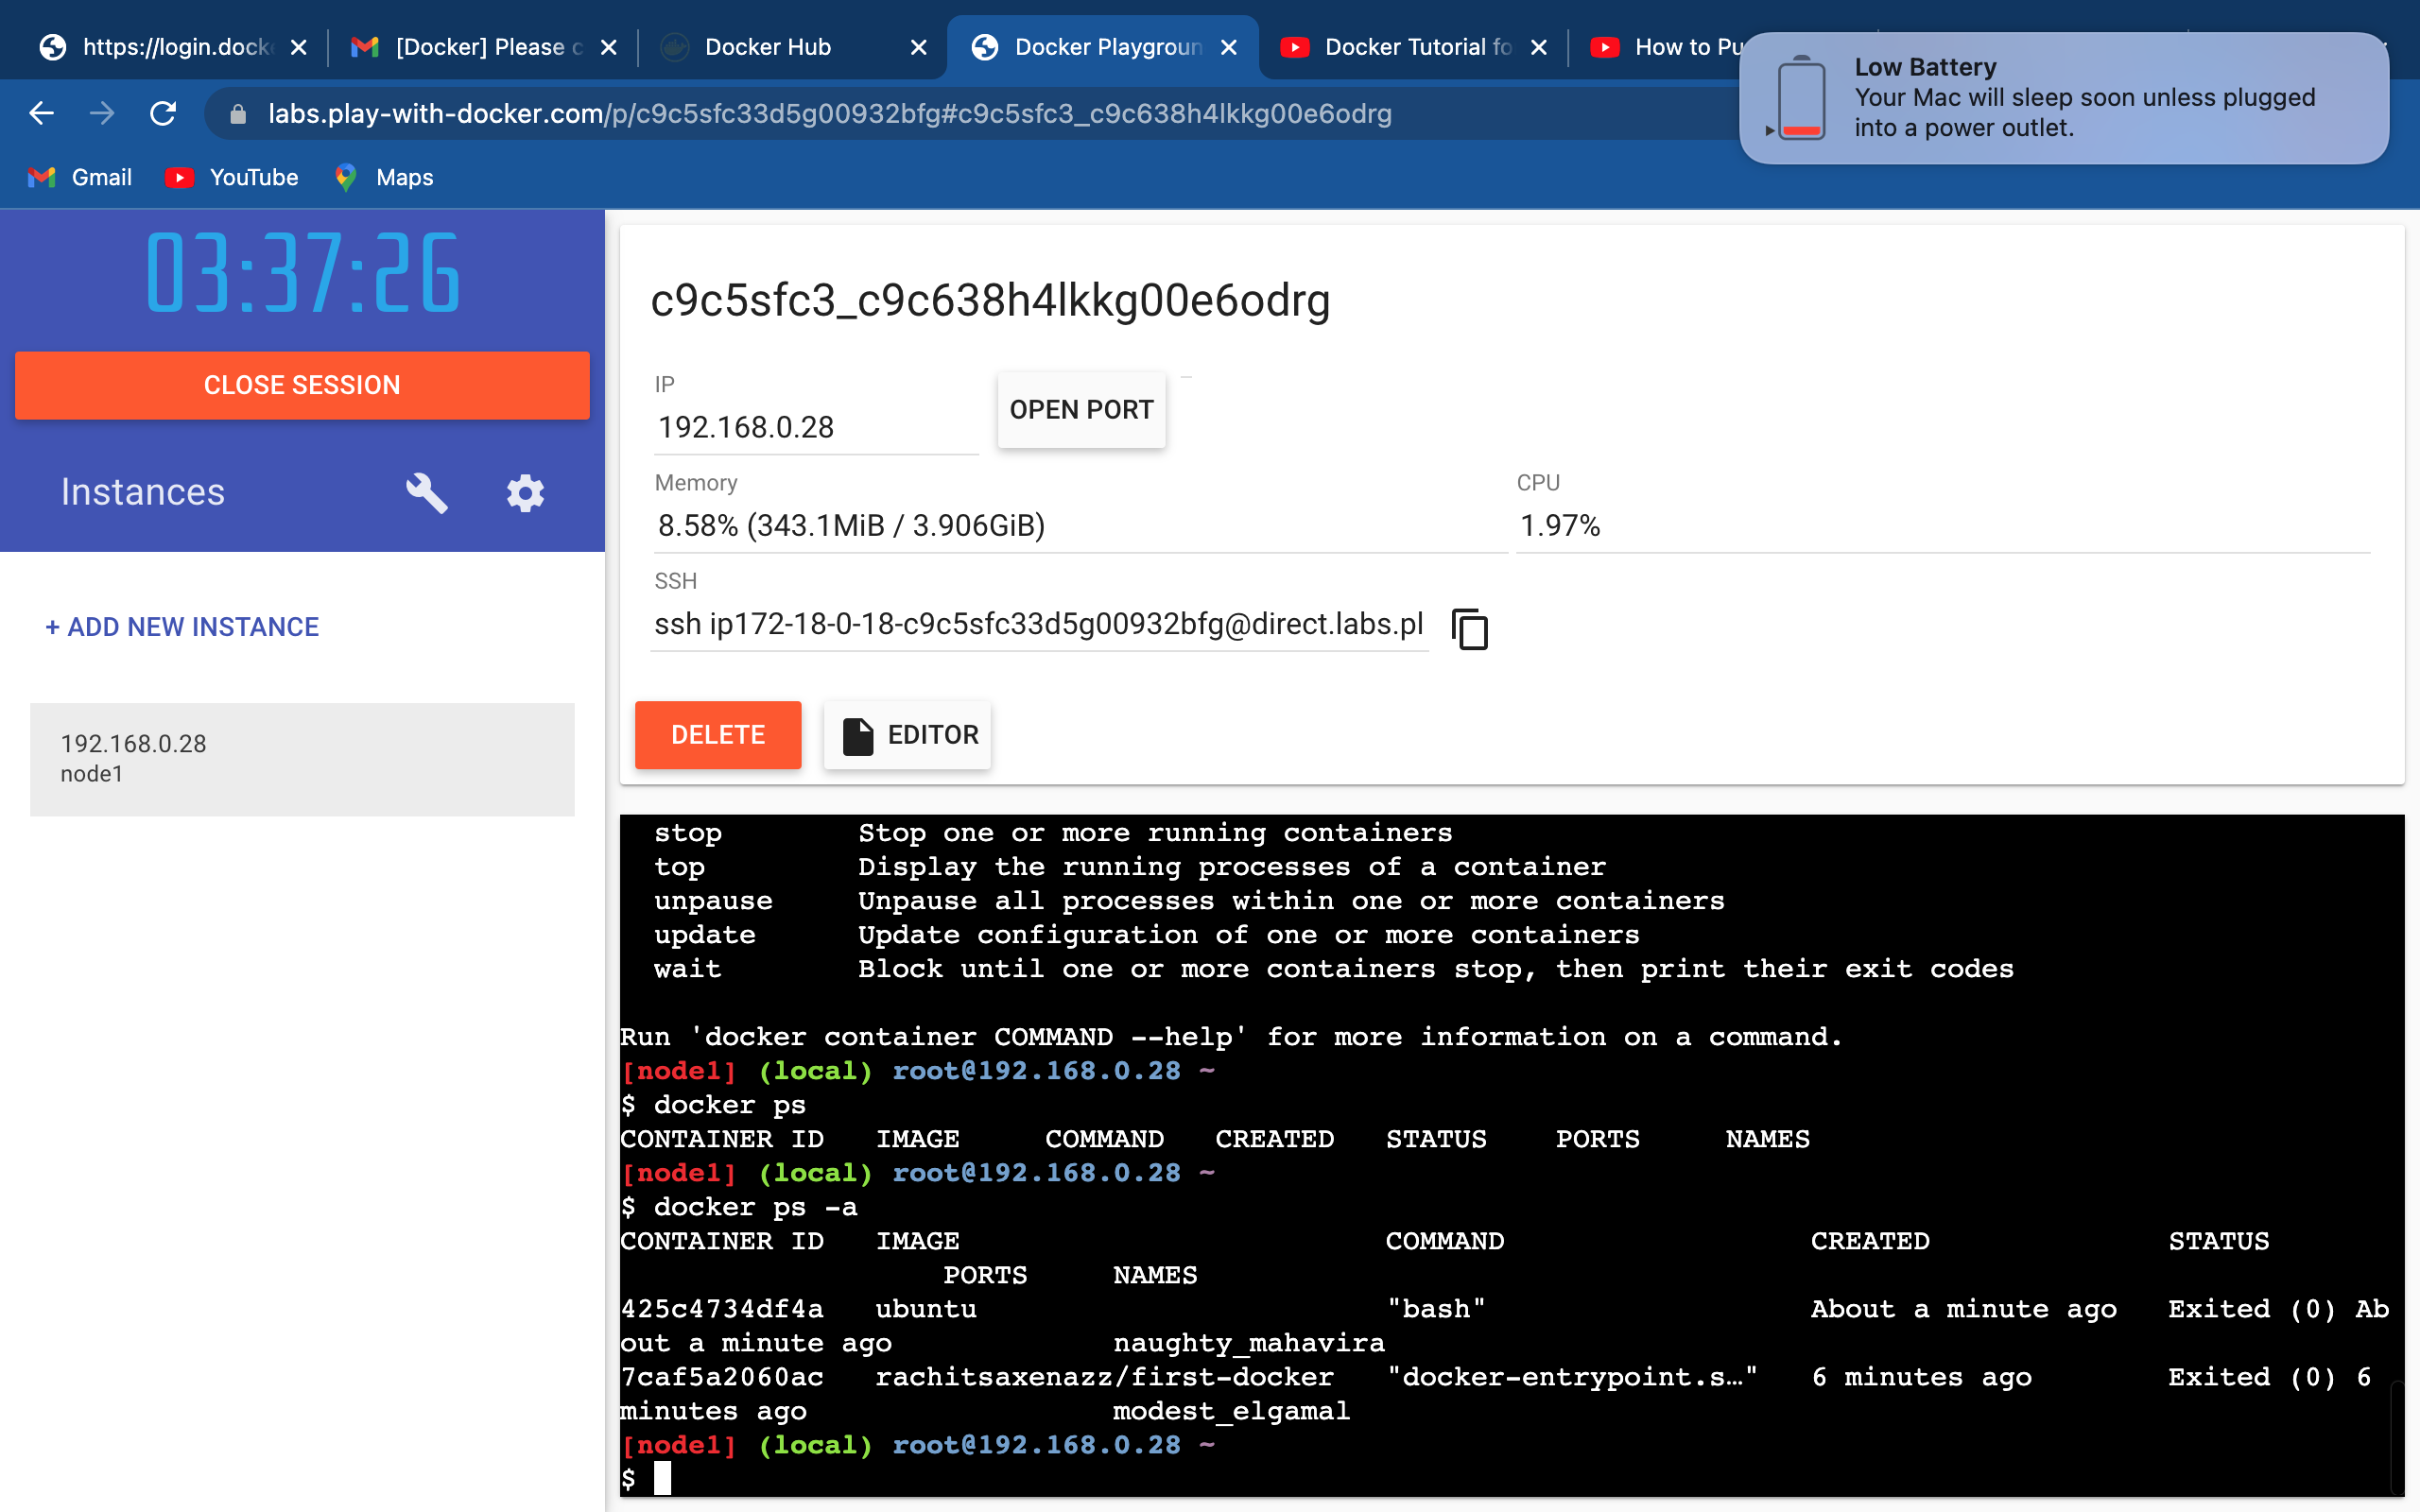 https://login.dock
[Docker] Please c
Docker Hub
Docker Playgroun
Docker Tutorial fo
How to Pu
Low Battery
Your Mac will sleep soon unless plugged
into a power outlet.
labs.play-with-docker.com/p/c9c5sfc33d5g00932bfg#c9c5sfc3_c9c638h4lkkg00e6odrg
Gmail
YouTube
Maps
03:37:26
CLOSE SESSION
Instances
+ ADD NEW INSTANCE
192.168.0.28
node1
c9c5sfc3_c9c638h4lkkg00e6odrg
IP
192.168.0.28
OPEN PORT
Memory
8.58% (343.1MiB / 3.906GiB)
CPU
1.97%
SSH
ssh ip172-18-0-18-c9c5sfc33d5g00932bfg@direct.labs.pl
DELETE
EDITOR
stop Stop one or more running containers
top Display the running processes of a container
unpause Unpause all processes within one or more containers
update Update configuration of one or more containers
wait Block until one or more containers stop, then print their exit codes
Run 'docker container COMMAND --help' for more information on a command.
[node1] (local) root@192.168.0.28 ~
$ docker ps
CONTAINER ID IMAGE COMMAND CREATED STATUS PORTS NAMES
[node1] (local) root@192.168.0.28 ~
$ docker ps -a
CONTAINER ID IMAGE COMMAND CREATED STATUS
PORTS NAMES
425c4734df4a ubuntu "bash" About a minute ago Exited (0) Ab
out a minute ago naughty_mahavira
7caf5a2060ac rachitsaxenazz/first-docker "docker-entrypoint.s…" 6 minutes ago Exited (0) 6
minutes ago modest_elgamal
[node1] (local) root@192.168.0.28 ~
$